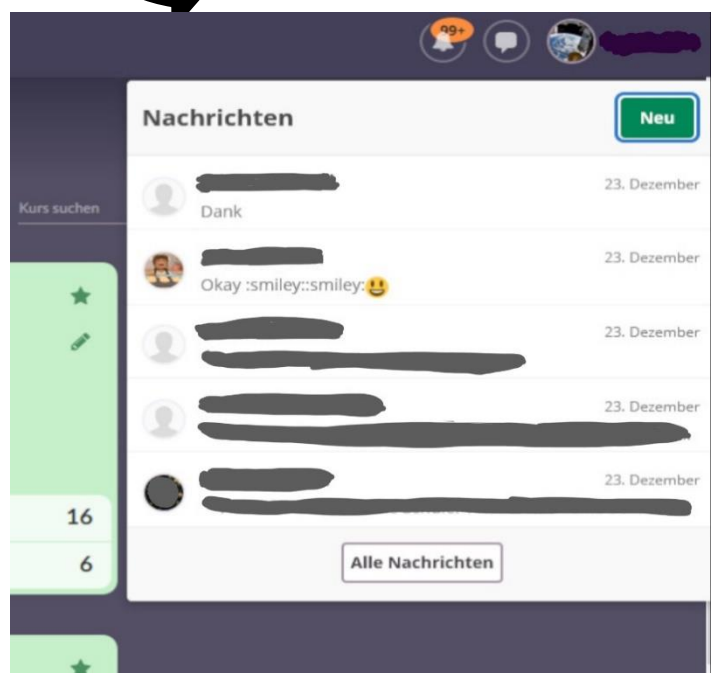 99+
Nachrichten
Neu
23. Dezember
Kurs suchen
Dank
23. Dezember
Okay :smiley::smiley:😃
23. Dezember
23. Dezember
23. Dezember
16
6
Alle Nachrichten